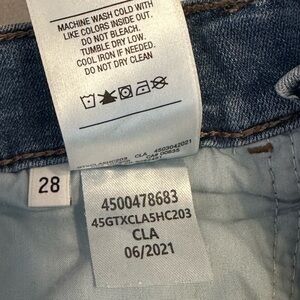 MACHINE WASH COLD WITH
LIKE COLORS INSIDE OUT.
DO NOT BLEACH.
TUMBLE DRY LOW.
COOL IRON IF NEEDED.
DO NOT DRY CLEAN
CLA
28
4500478683
45GTXCLA5HC203
CLA
06/2021